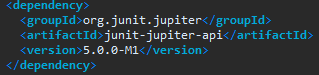 <dependency>
<groupId>org.junit.jupiter</groupId>
<artifactId>junit-jupiter-api</artifactId>
<version>5.0.0-M1</version>
</dependency>